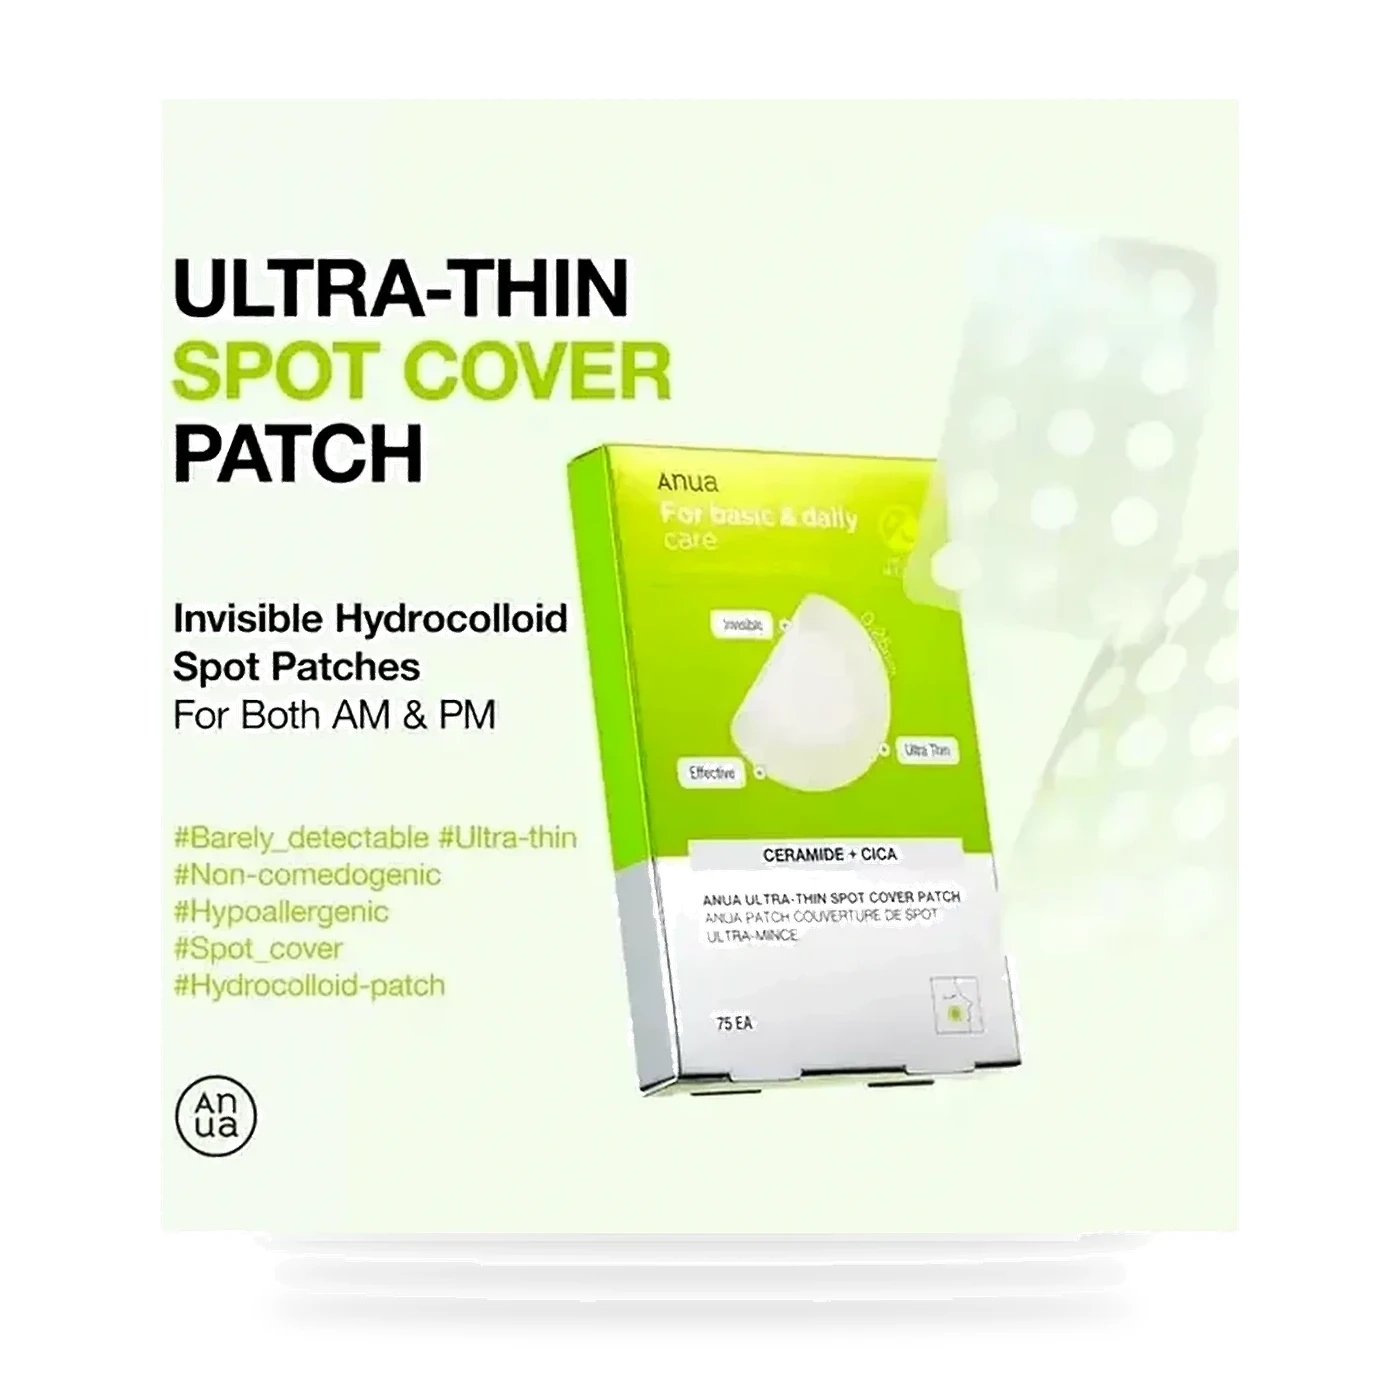 ULTRA-THIN
SPOT COVER
PATCH
Invisible Hydrocolloid
Spot Patches
For Both AM & PM
#Barely_detectable #Ultra-thin
#Non-comedogenic
#Hypoallergenic
#Spot_cover
#Hydrocolloid-patch
An
ua
Anua
For basic & daily
care
Invisible
Ultra Thin
Effective
CERAMIDE + CICA
ANUA ULTRA-THIN SPOT COVER PATCH
ANUA PATCH COUVERTURE DE SPOT
ULTRA-MINCE
75 EA